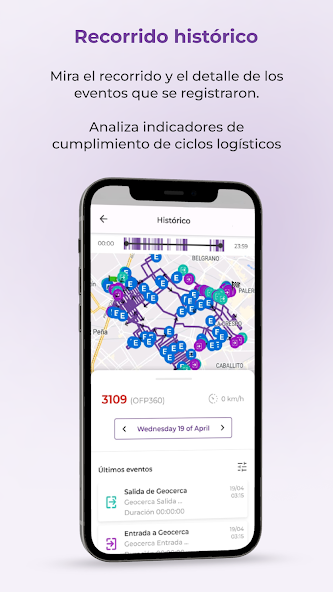 Recorrido histórico
Mira el recorrido y el detalle de los
eventos que se registraron.
Analiza indicadores de
cumplimiento de ciclos logísticos
Histórico
00:00
23:59
BELGRANO
PALER
Peña
CABALLITO
3109 (OFP360)
0 km/h
Wednesday 19 of April
Últimos eventos
Salida de Geocerca
19/04
Geocerca Salida ...
03:15
Duración 00:00:00
Entrada a Geocerca
19/04
Geocerca Entrada ...
03:15